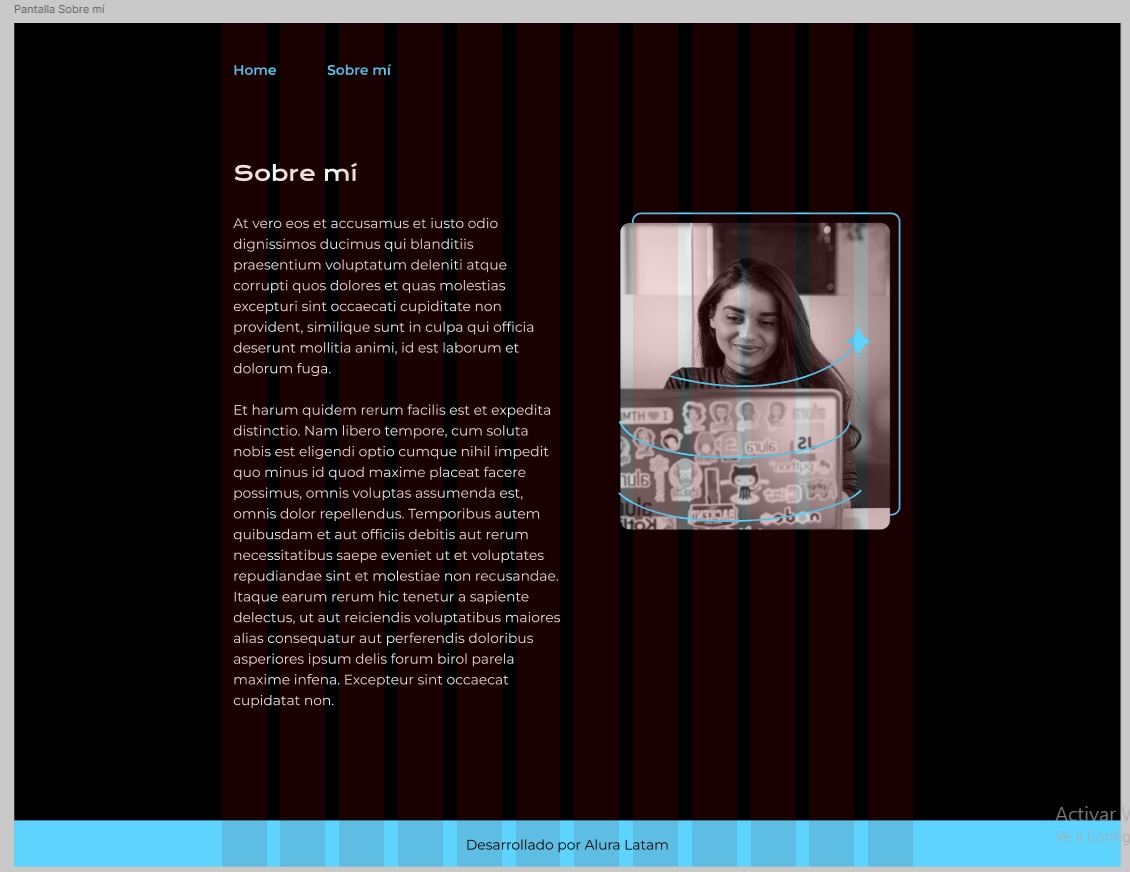 Pantalla Sobre mí
Home
Sobre mí
Sobre mí
At vero eos et accusamus et iusto odio
dignissimos ducimus qui blanditiis
praesentium voluptatum deleniti atque
corrupti quos dolores et quas molestias
excepturi sint occaecati cupiditate non
provident, similique sunt in culpa qui officia
deserunt mollitia animi, id est laborum et
dolorum fuga.
Et harum quidem rerum facilis est et expedita
distinctio. Nam libero tempore, cum soluta
nobis est eligendi optio cumque nihil impedit
quo minus id quod maxime placeat facere
possimus, omnis voluptas assumenda est,
omnis dolor repellendus. Temporibus autem
quibusdam et aut officiis debitis aut rerum
necessitatibus saepe eveniet ut et voluptates
repudiandae sint et molestiae non recusandae.
Itaque earum rerum hic tenetur a sapiente
delectus, ut aut reiciendis voluptatibus maiores
alias consequatur aut perferendis doloribus
asperiores ipsum delis forum birol parela
maxime infena. Excepteur sint occaecat
cupidatat non.
alura
JS
alura
python
BACKEND
Activar
Ve a Config
Desarrollado por Alura Latam